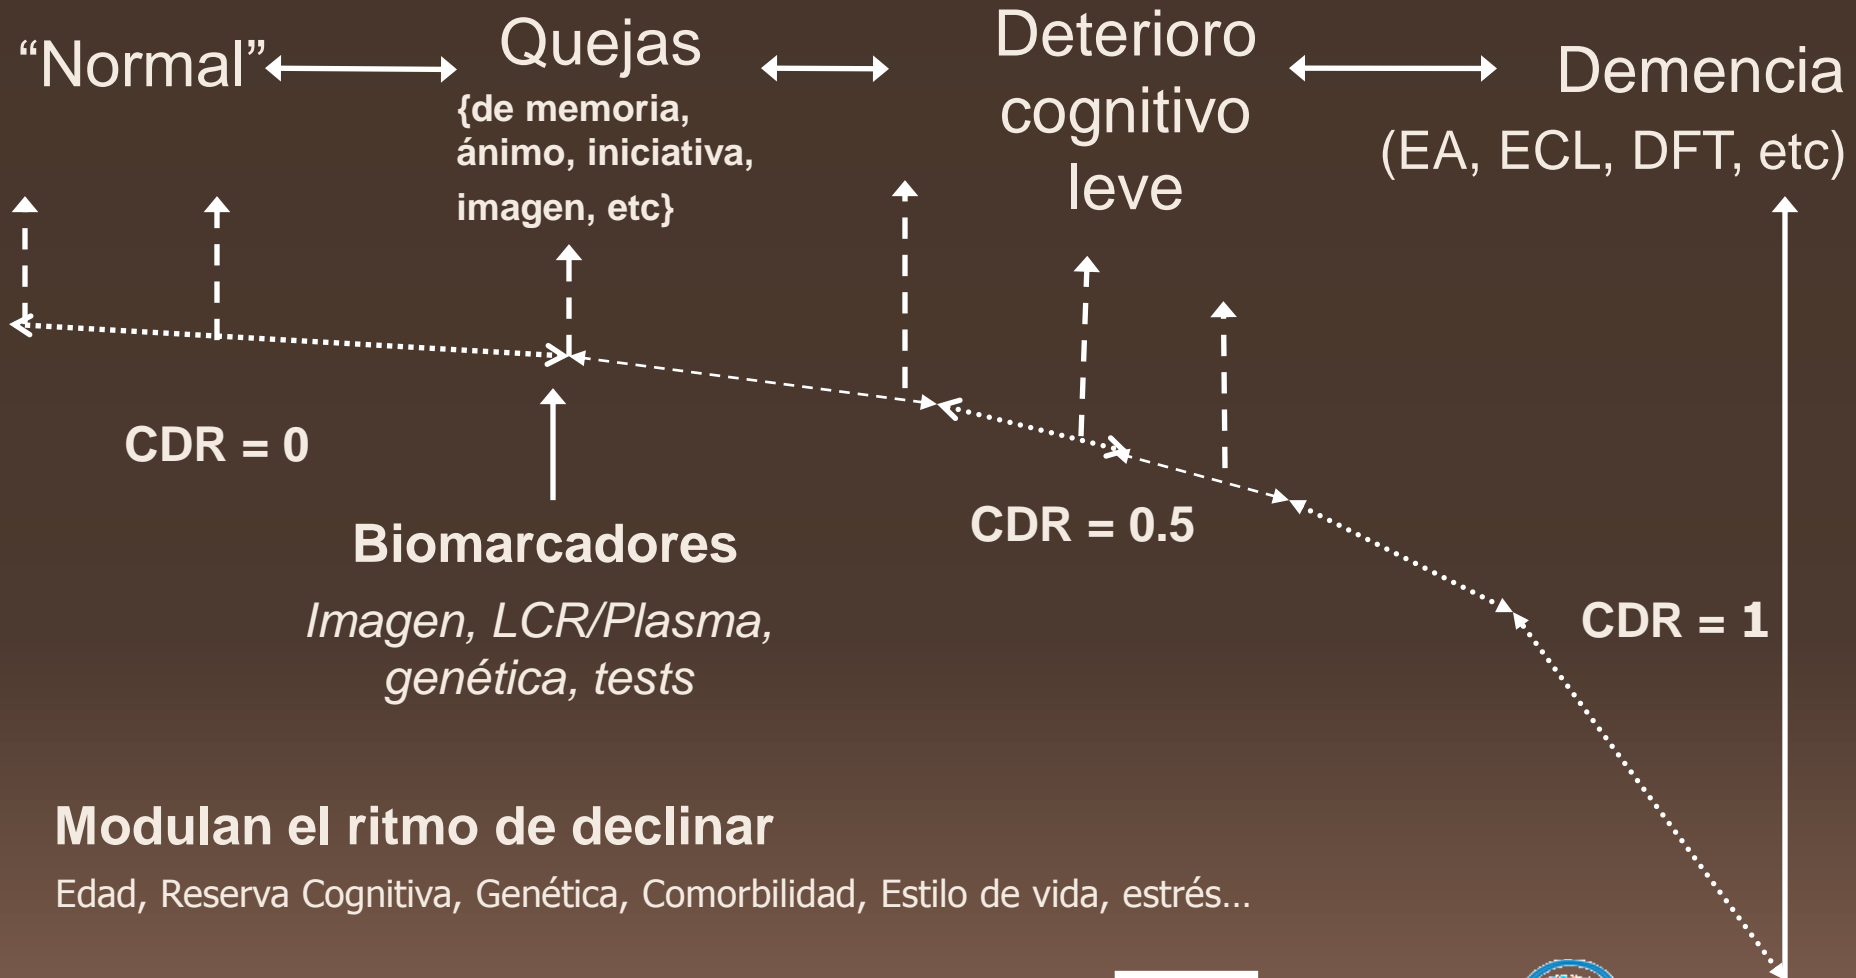 “Normal”
Quejas
{de memoria,
ánimo, iniciativa,
imagen, etc}
Deterioro
cognitivo
leve
Demencia
(EA, ECL, DFT, etc)
CDR = 0
Biomarcadores
Imagen, LCR/Plasma,
genética, tests
CDR = 0.5
CDR = 1
Modulan el ritmo de declinar
Edad, Reserva Cognitiva, Genética, Comorbilidad, Estilo de vida, estrés...